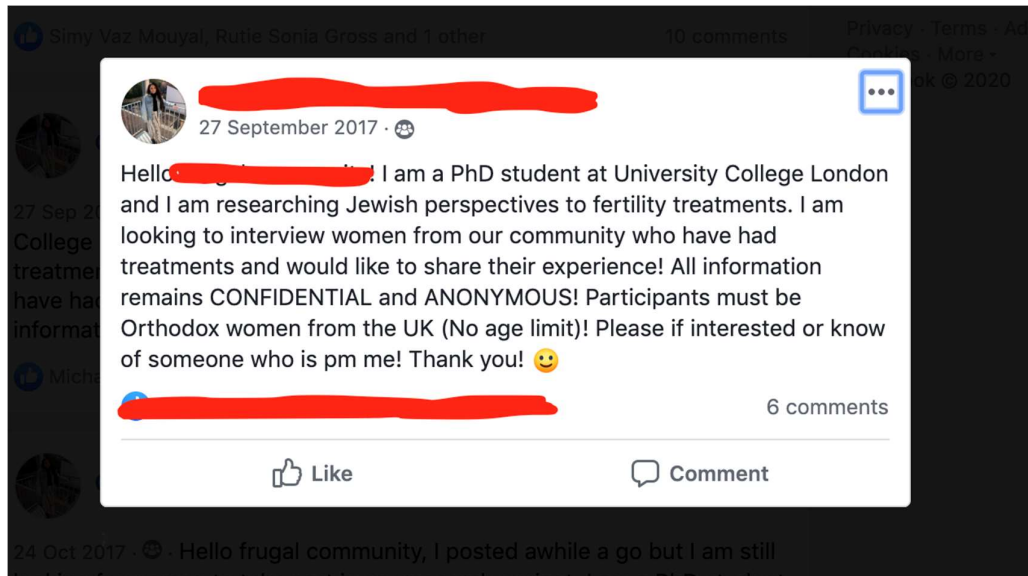 Simy Vaz Mouyal, Rutie Sonia Gross and 1 other 10 comments
Privacy · Terms · Ad
Cookies · More
ok © 2020
27 September 2017 ·
Hello ! I am a PhD student at University College London
and I am researching Jewish perspectives to fertility treatments. I am
looking to interview women from our community who have had
treatments and would like to share their experience! All information
remains CONFIDENTIAL and ANONYMOUS! Participants must be
Orthodox women from the UK (No age limit)! Please if interested or know
of someone who is pm me! Thank you! 🙂
6 comments
Like Comment
27 Sep 20
College
treatmen
have had
informat
Micha
24 Oct 2017 · Hello frugal community, I posted awhile a go but I am still